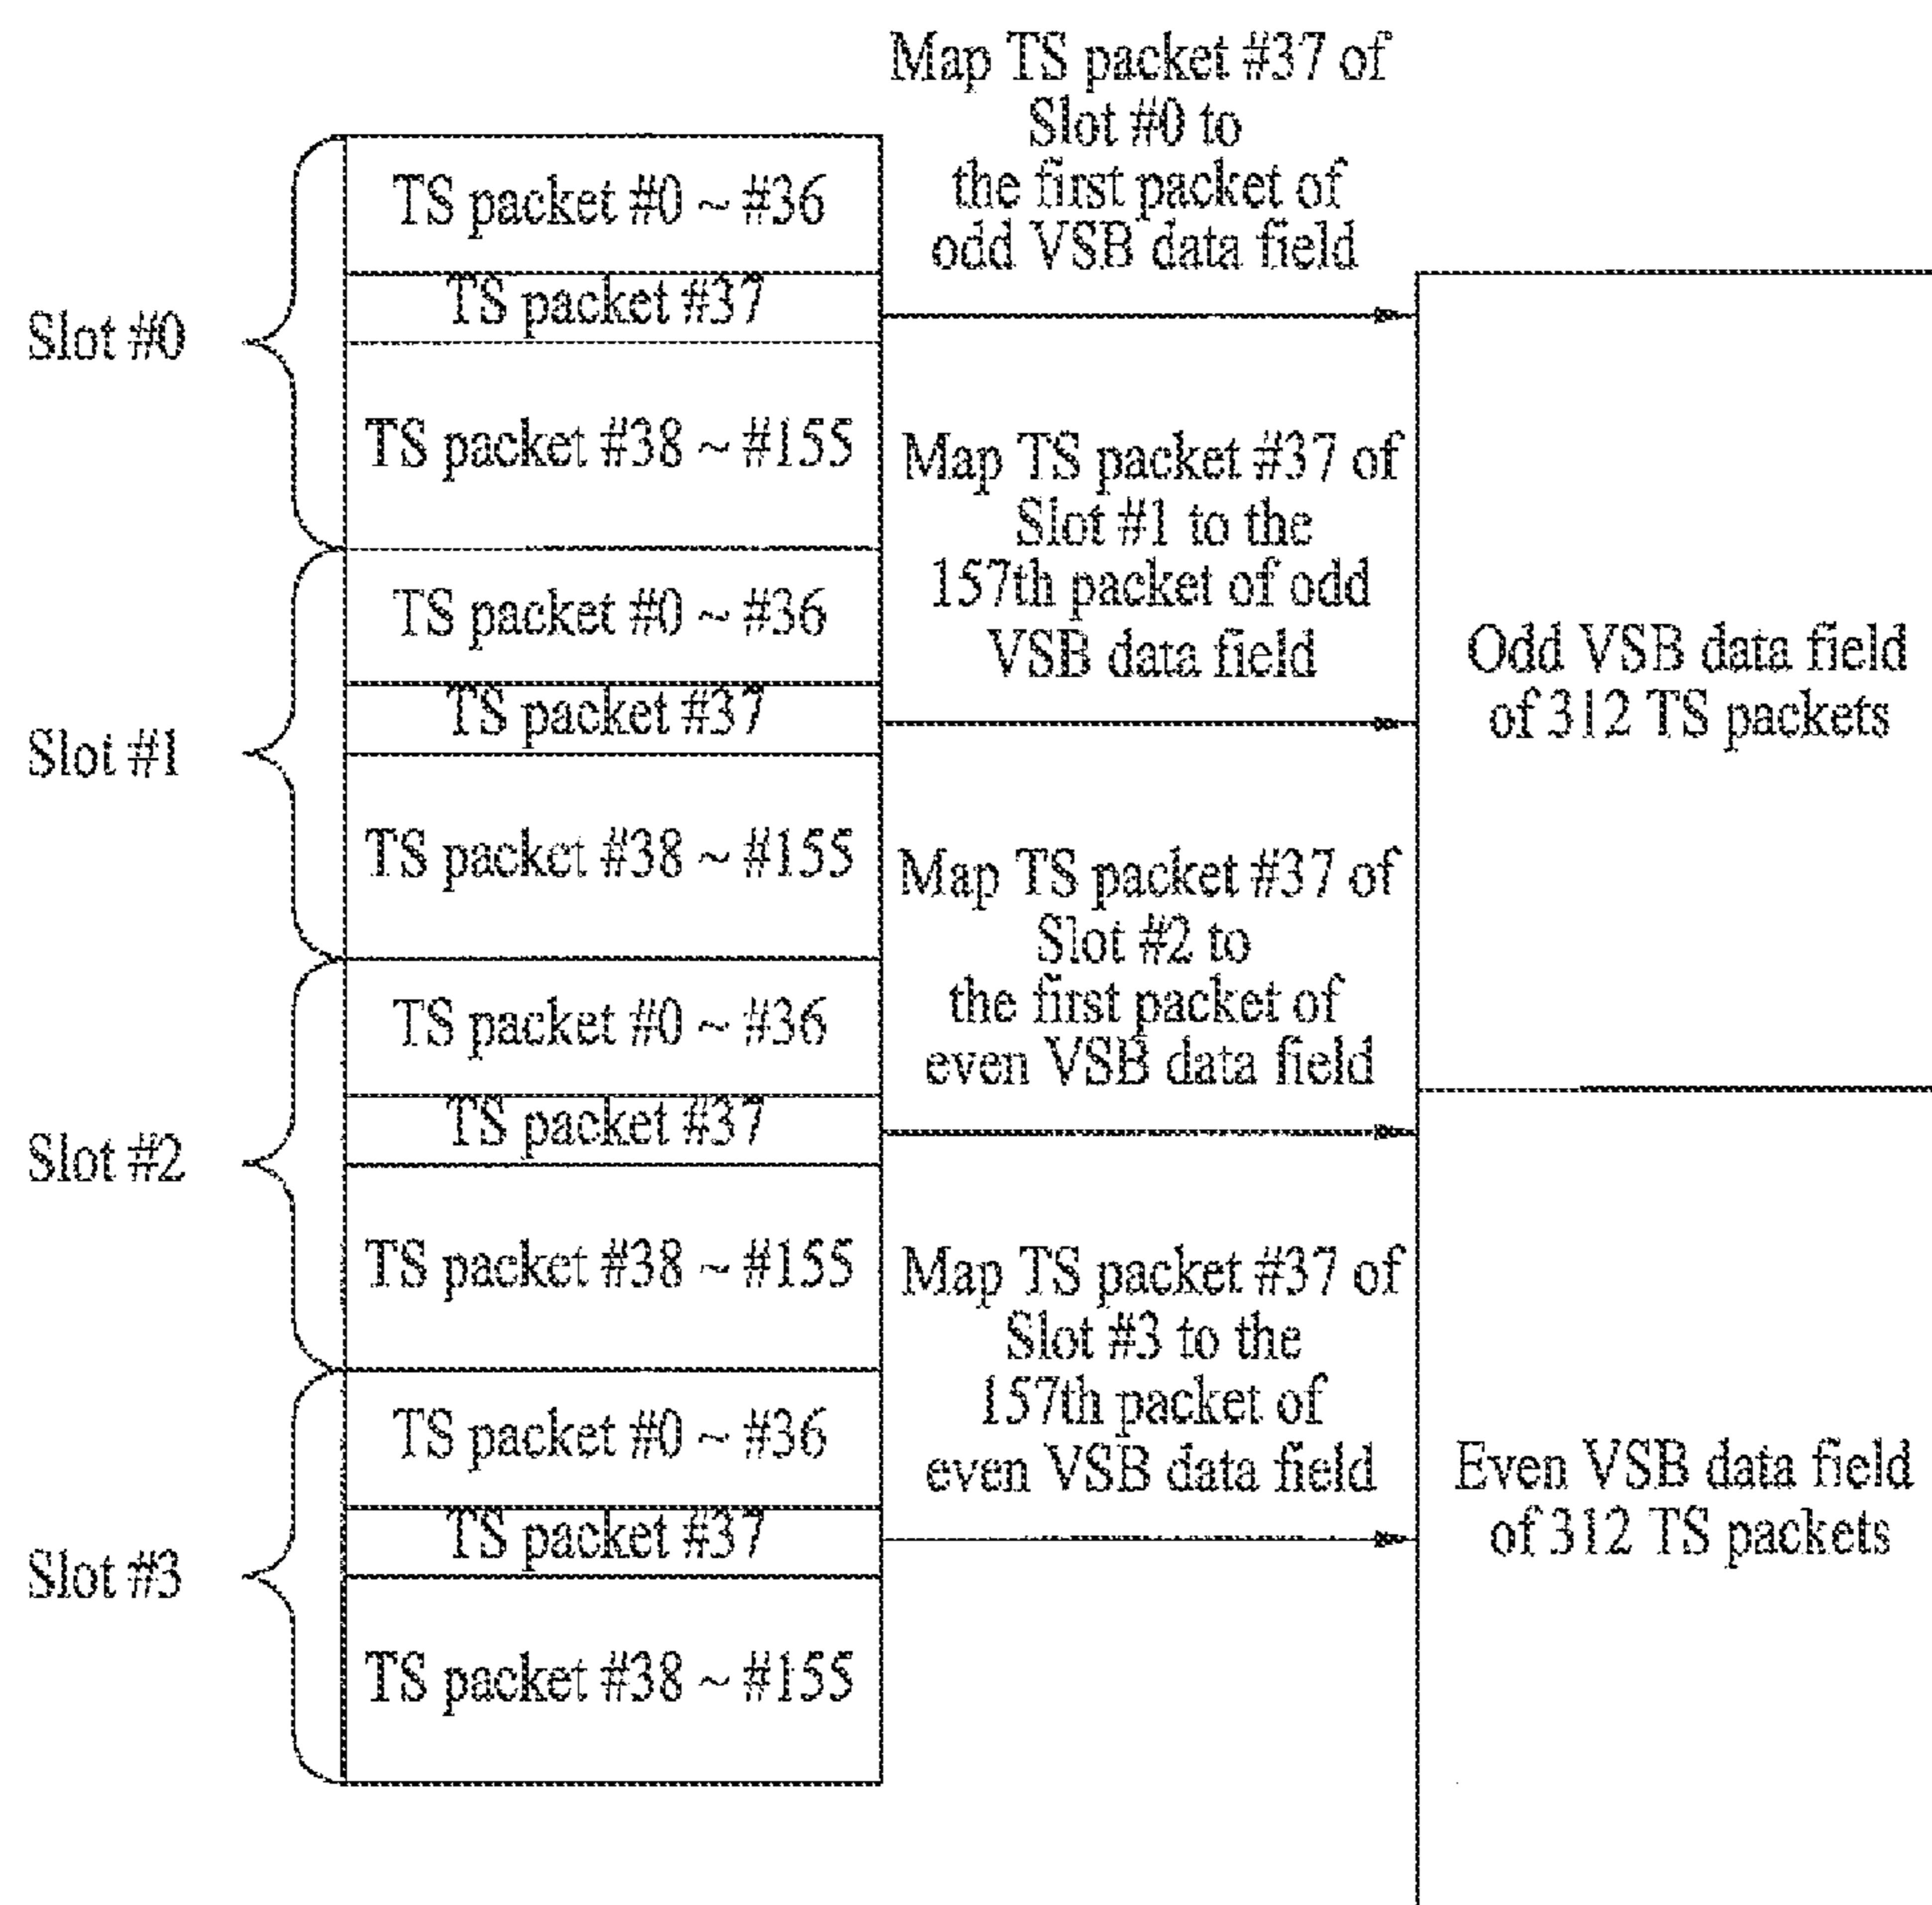 Map TS packet #37 of
Slot #0 to
the first packet of
odd VSB data field
TS packet #0 ~ #36
TS packet #37
Slot #0
TS packet #38 ~ #155
Map TS packet #37 of
Slot #1 to the
157th packet of odd
VSB data field
TS packet #0 ~ #36
TS packet #37
Slot #1
TS packet #38 ~ #155
Odd VSB data field
of 312 TS packets
Map TS packet #37 of
Slot #2 to
the first packet of
even VSB data field
TS packet #0 ~ #36
TS packet #37
Slot #2
TS packet #38 ~ #155
Map TS packet #37 of
Slot #3 to the
157th packet of
even VSB data field
TS packet #0 ~ #36
TS packet #37
Slot #3
TS packet #38 ~ #155
Even VSB data field
of 312 TS packets